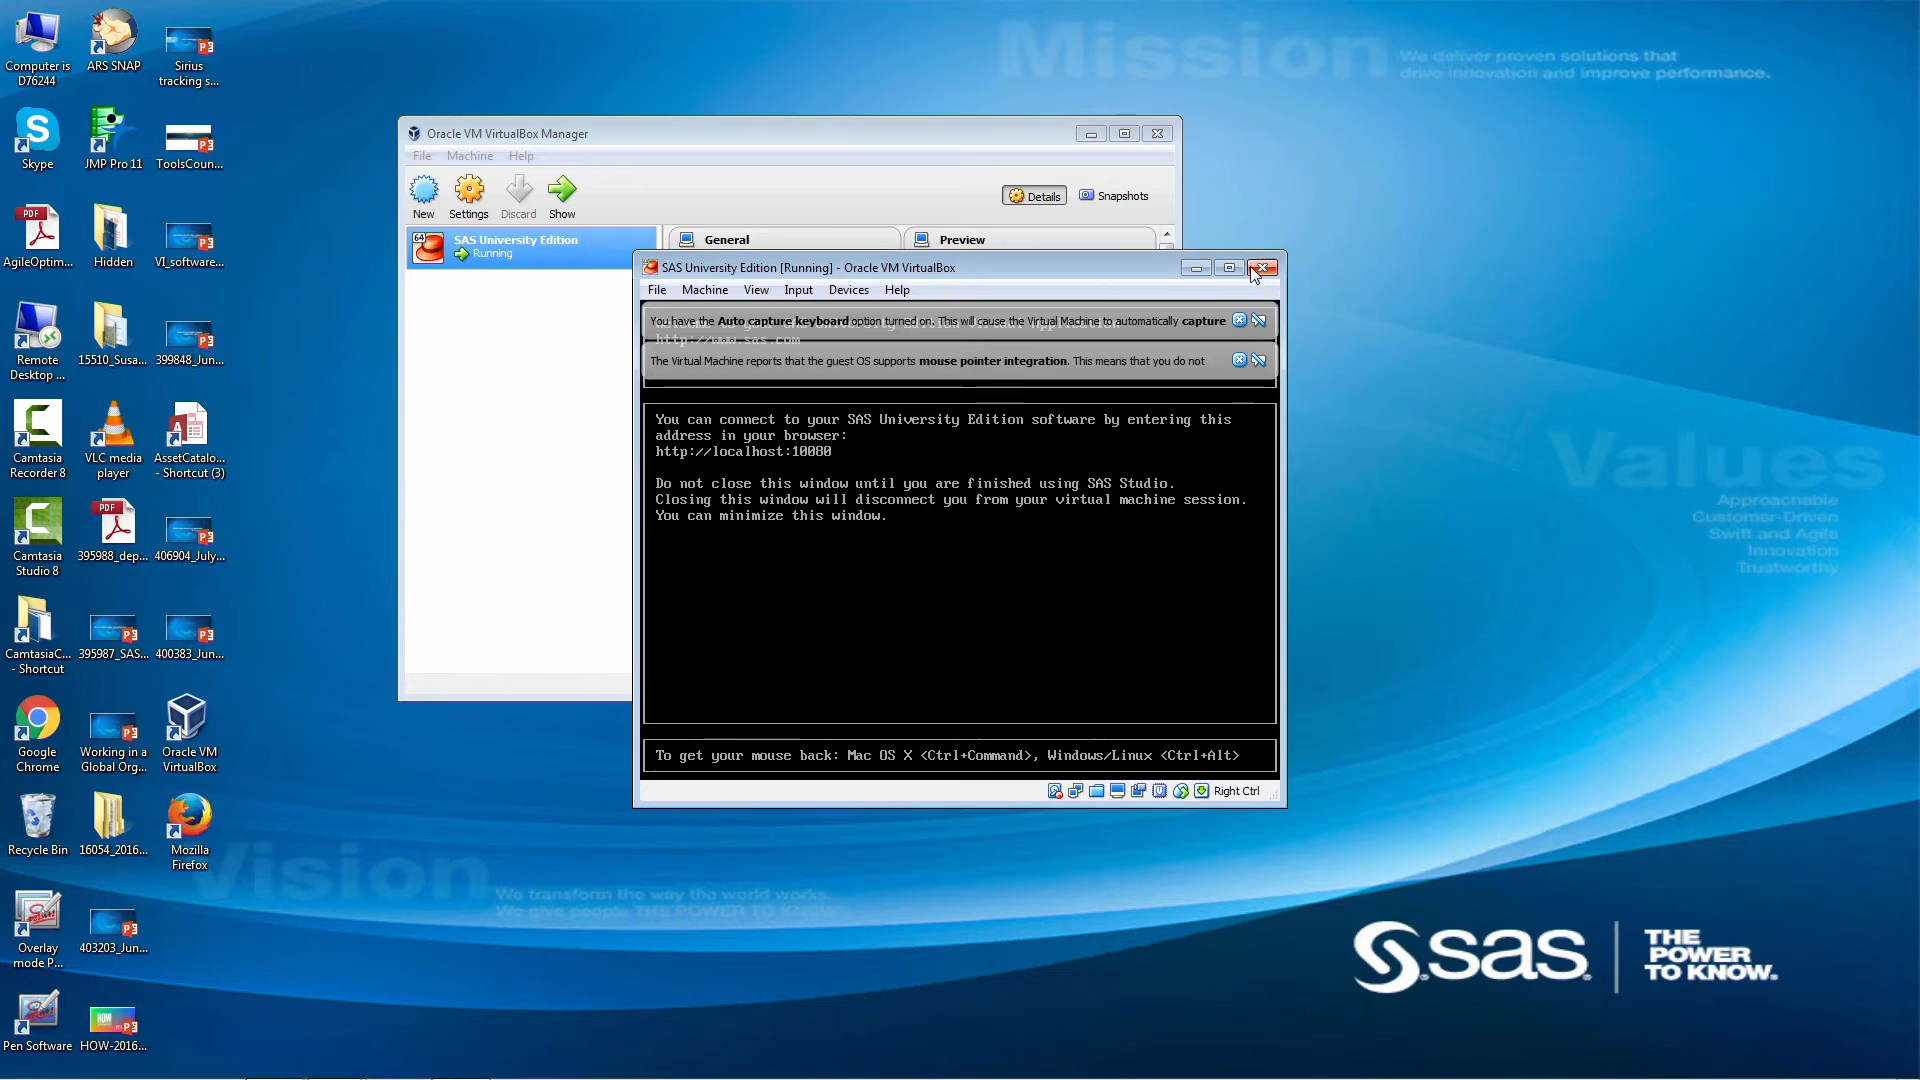 Computer is
D76244
ARS SNAP
Sirius
tracking s...
Skype
JMP Pro 11
ToolsCoun...
AgileOptim...
Hidden
VI_software...
Remote
Desktop ...
15510_Susa...
399848_Jun...
Camtasia
Recorder 8
VLC media
player
AssetCatalo...
- Shortcut (3)
Camtasia
Studio 8
395988_dep...
406904_July...
CamtasiaC...
- Shortcut
395987_SAS...
400383_Jun...
Google
Chrome
Working in a
Global Org...
Oracle VM
VirtualBox
Recycle Bin
16054_2016...
Mozilla
Firefox
Overlay
mode P...
403203_Jun...
Pen Software
HOW-2016...
Mission
We deliver proven solutions that
drive innovation and improve performance.
Oracle VM VirtualBox Manager
File Machine Help
New Settings Discard Show
Details Snapshots
SAS University Edition
Running
General
Preview
SAS University Edition [Running] - Oracle VM VirtualBox
File Machine View Input Devices Help
You have the Auto capture keyboard option turned on. This will cause the Virtual Machine to automatically capture
http://www.sas.com
The Virtual Machine reports that the guest OS supports mouse pointer integration. This means that you do not
You can connect to your SAS University Edition software by entering this
address in your browser:
http://localhost:10080
Do not close this window until you are finished using SAS Studio.
Closing this window will disconnect you from your virtual machine session.
You can minimize this window.
To get your mouse back: Mac OS X <Ctrl+Command>, Windows/Linux <Ctrl+Alt>
Right Ctrl
Values
Approachable
Customer-Driven
Swift and Agile
Innovation
Trustworthy
Vision
We transform the way the world works.
We give people THE POWER TO KNOW.
sas
THE
POWER
TO KNOW.